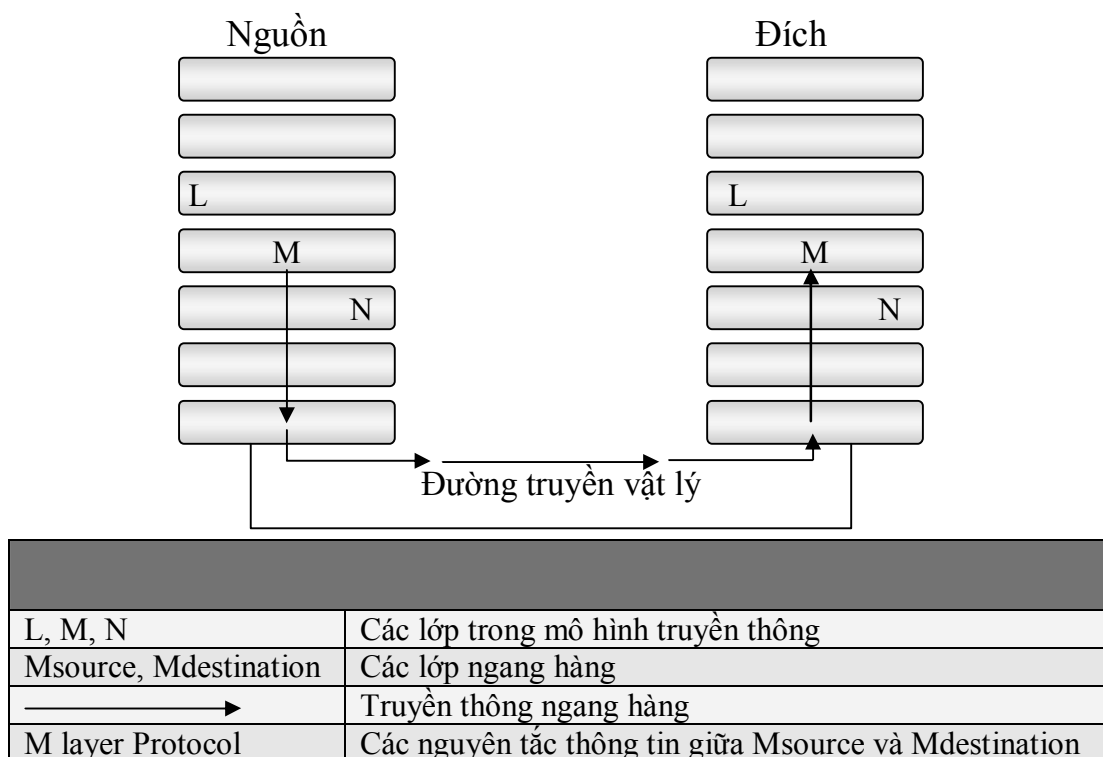 Nguồn Đích
L L
M M
N N
Đường truyền vật lý
L, M, N Các lớp trong mô hình truyền thông
Msource, Mdestination Các lớp ngang hàng
Truyền thông ngang hàng
M layer Protocol Các nguyên tắc thông tin giữa Msource và Mdestination